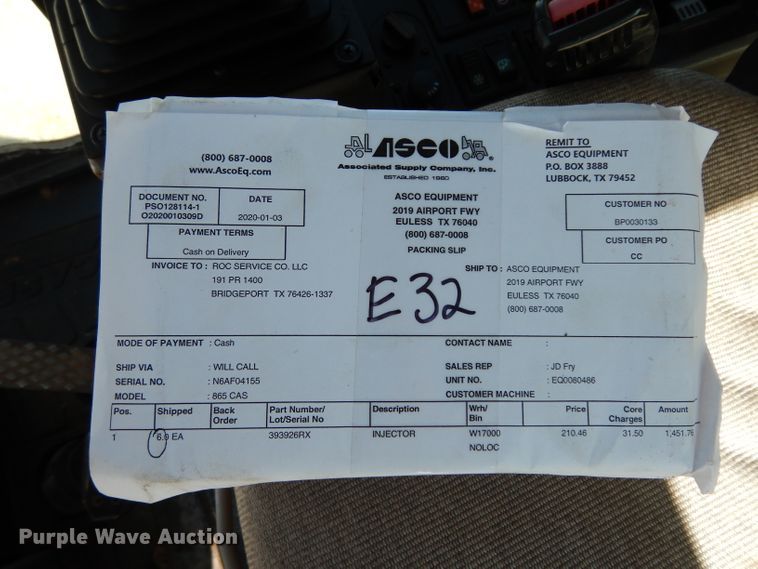 (800) 687-0008
www.AscoEq.com
ASCO®
Associated Supply Company, Inc.
ESTABLISHED 1960
REMIT TO
ASCO EQUIPMENT
P.O. BOX 3888
LUBBOCK, TX 79452
DOCUMENT NO. DATE
PSO128114-1
O2020010309D 2020-01-03
PAYMENT TERMS
Cash on Delivery
ASCO EQUIPMENT
2019 AIRPORT FWY
EULESS TX 76040
(800) 687-0008
PACKING SLIP
CUSTOMER NO
BP0030133
CUSTOMER PO
CC
INVOICE TO : ROC SERVICE CO. LLC
191 PR 1400
BRIDGEPORT TX 76426-1337
SHIP TO : ASCO EQUIPMENT
2019 AIRPORT FWY
EULESS TX 76040
(800) 687-0008
E32
MODE OF PAYMENT : Cash CONTACT NAME :
SHIP VIA : WILL CALL SALES REP : JD Fry
SERIAL NO. : N6AF04155 UNIT NO. : EQ0080486
MODEL : 865 CAS CUSTOMER MACHINE :
Pos. Shipped Back Order Part Number/ Lot/Serial No Description Wrh/ Bin Price Core Charges Amount
1 6.0 EA 393926RX INJECTOR W17000 210.46 31.50 1,451.76
NOLOC
Purple Wave Auction